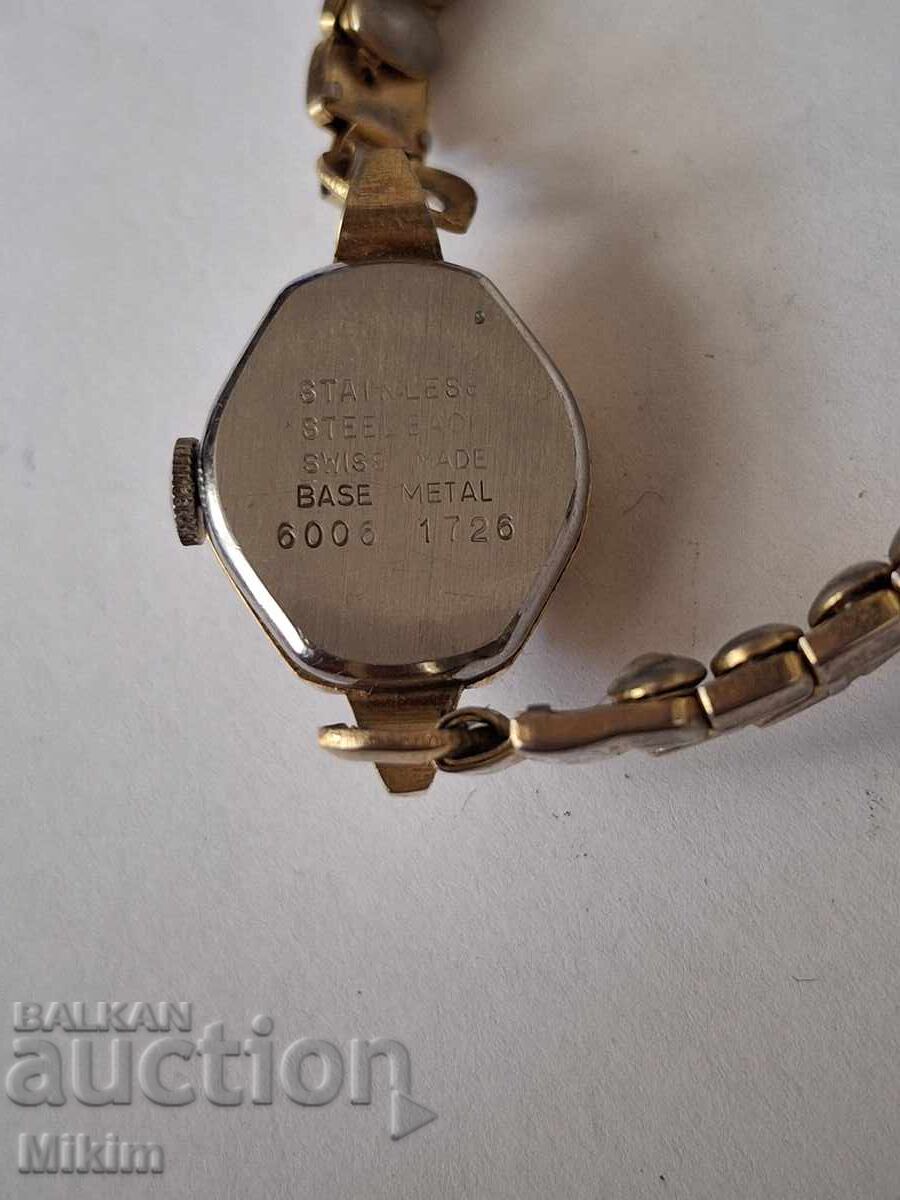 STAINLESS
STEEL BACK
SWISS MADE
BASE METAL
6006 1726
BALKAN
auction
Mikim